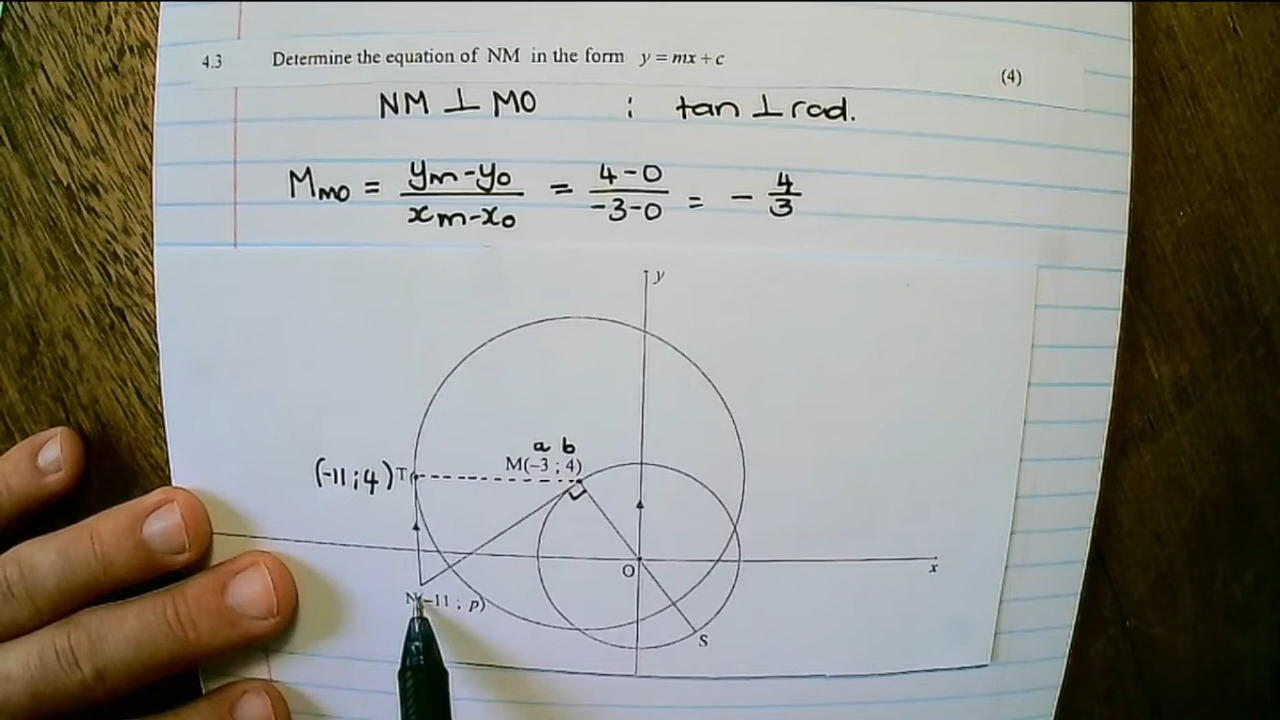 4.3 Determine the equation of NM in the form y = mx + c
(4)
NM ⊥ MO : tan ⊥ rad.
Mmo = (ym - yo)/(xm - xo) = (4 - 0)/(-3 - 0) = - 4/3
y
a b
M(–3 ; 4)
(-11 ; 4) T
O
x
N(–11 ; p)
S